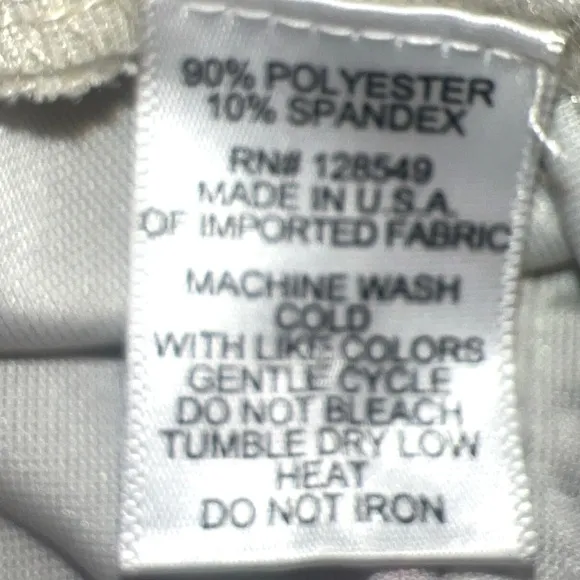 90% POLYESTER
10% SPANDEX
RN# 128549
MADE IN U.S.A.
OF IMPORTED FABRIC
MACHINE WASH
COLD
WITH LIKE COLORS
GENTLE CYCLE
DO NOT BLEACH
TUMBLE DRY LOW
HEAT
DO NOT IRON